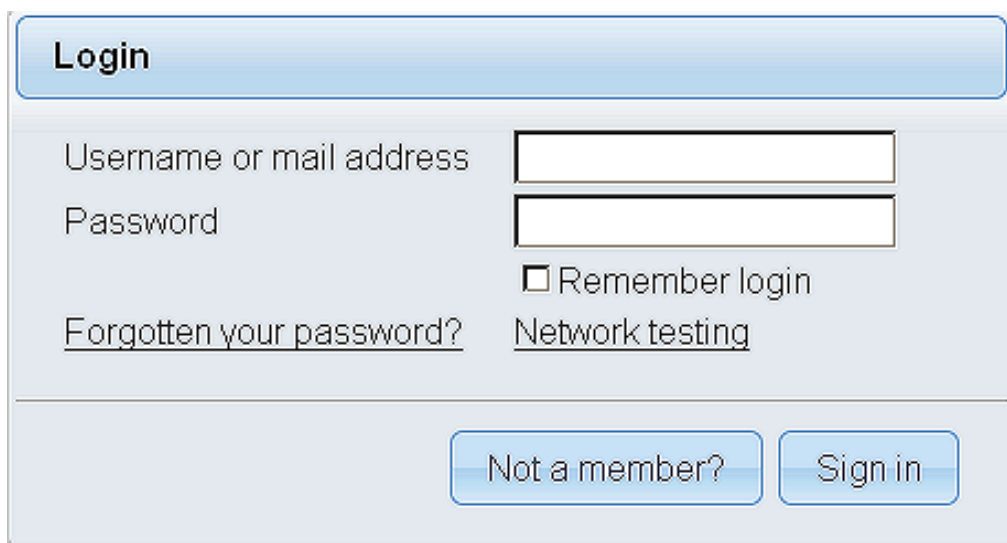 Login
Username or mail address
Password
Remember login
Forgotten your password? Network testing
Not a member? Sign in